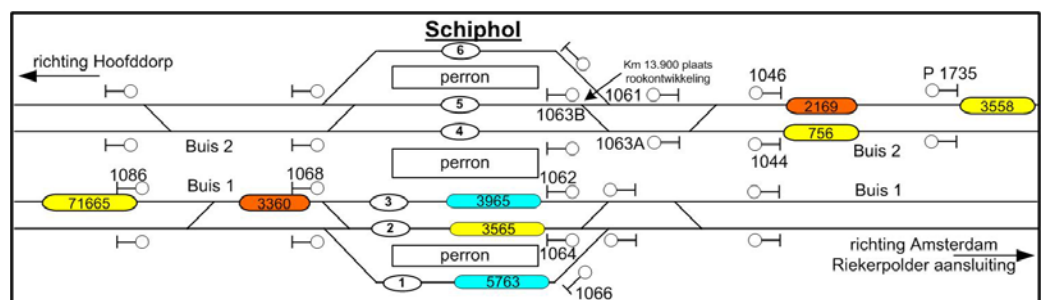 Schiphol
6
richting Hoofddorp
perron
Km 13.900 plaats
rookontwikkeling
1046
P 1735
5
1063B
1061
2169
3558
4
1063A
756
Buis 2
perron
1044
Buis 2
1086
Buis 1
1068
1062
Buis 1
71665
3360
3
3965
2
3565
perron
1064
richting Amsterdam
Riekerpolder aansluiting
1
5763
1066